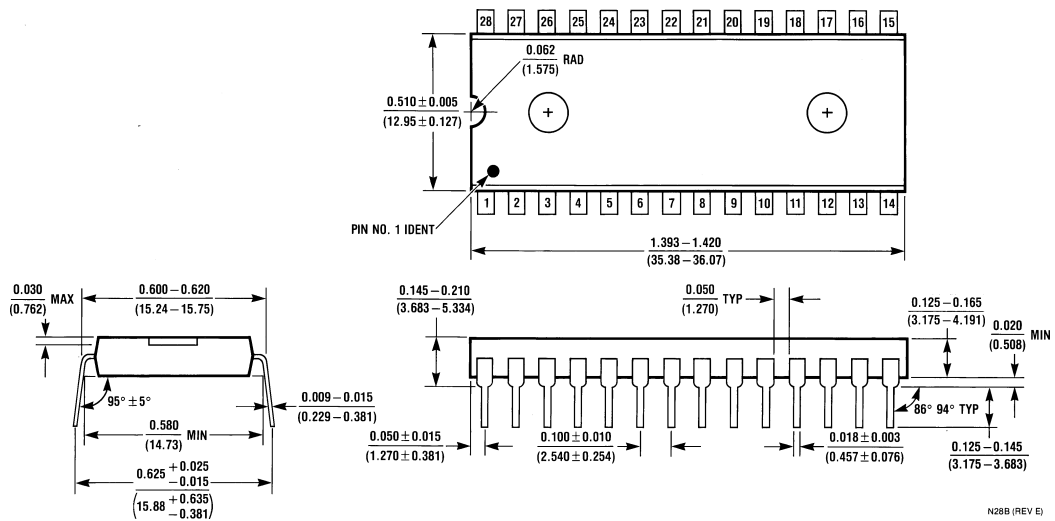 28 27 26 25 24 23 22 21 20 19 18 17 16 15
0.062
(1.575)
RAD
0.510 ± 0.005
(12.95 ± 0.127)
1 2 3 4 5 6 7 8 9 10 11 12 13 14
PIN NO. 1 IDENT
1.393 – 1.420
(35.38 – 36.07)
0.030
(0.762)
MAX
0.600 – 0.620
(15.24 – 15.75)
95° ± 5°
0.580
(14.73)
MIN
0.009 – 0.015
(0.229 – 0.381)
0.625 + 0.025
– 0.015
(15.88 + 0.635
– 0.381)
0.145 – 0.210
(3.683 – 5.334)
0.050
(1.270)
TYP
0.125 – 0.165
(3.175 – 4.191)
0.020
(0.508)
MIN
86° 94° TYP
0.050 ± 0.015
(1.270 ± 0.381)
0.100 ± 0.010
(2.540 ± 0.254)
0.018 ± 0.003
(0.457 ± 0.076)
0.125 – 0.145
(3.175 – 3.683)
N28B (REV E)